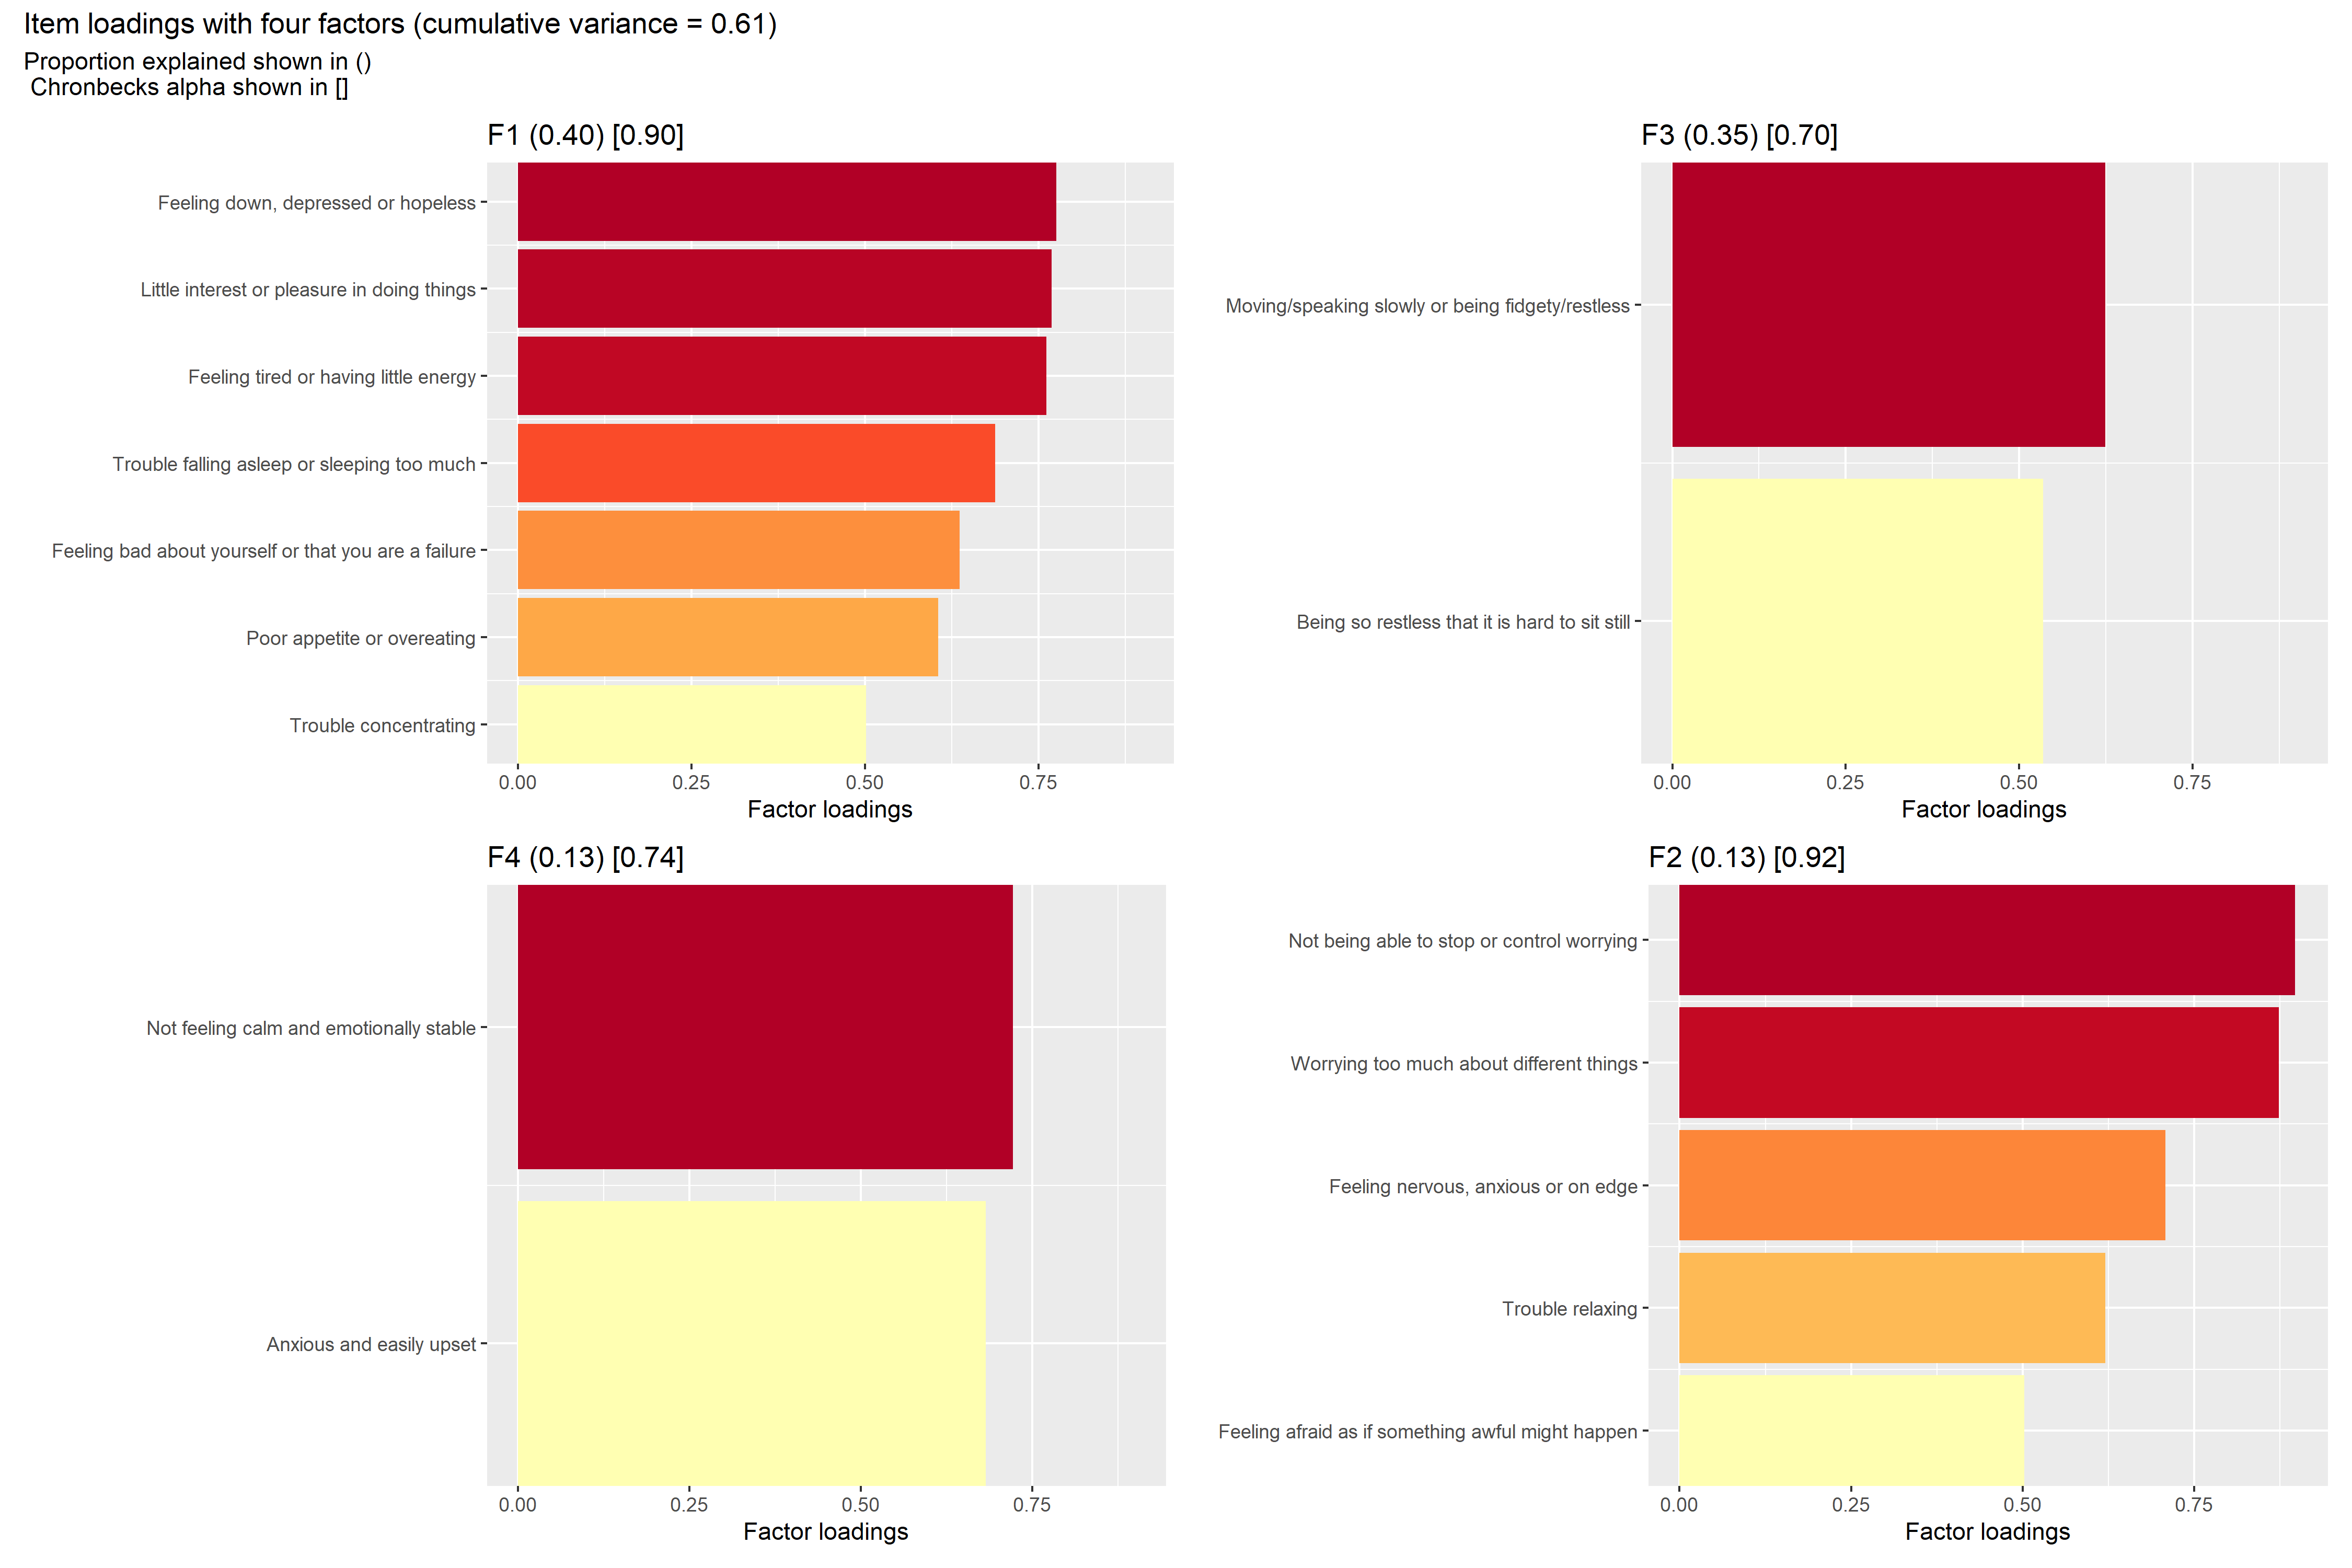 Item loadings with four factors (cumulative variance = 0.61)
Proportion explained shown in ()
Chronbecks alpha shown in []
F1 (0.40) [0.90]
Feeling down, depressed or hopeless
Little interest or pleasure in doing things
Feeling tired or having little energy
Trouble falling asleep or sleeping too much
Feeling bad about yourself or that you are a failure
Poor appetite or overeating
Trouble concentrating
0.00 0.25 0.50 0.75
Factor loadings
F3 (0.35) [0.70]
Moving/speaking slowly or being fidgety/restless
Being so restless that it is hard to sit still
0.00 0.25 0.50 0.75
Factor loadings
F4 (0.13) [0.74]
Not feeling calm and emotionally stable
Anxious and easily upset
0.00 0.25 0.50 0.75
Factor loadings
F2 (0.13) [0.92]
Not being able to stop or control worrying
Worrying too much about different things
Feeling nervous, anxious or on edge
Trouble relaxing
Feeling afraid as if something awful might happen
0.00 0.25 0.50 0.75
Factor loadings